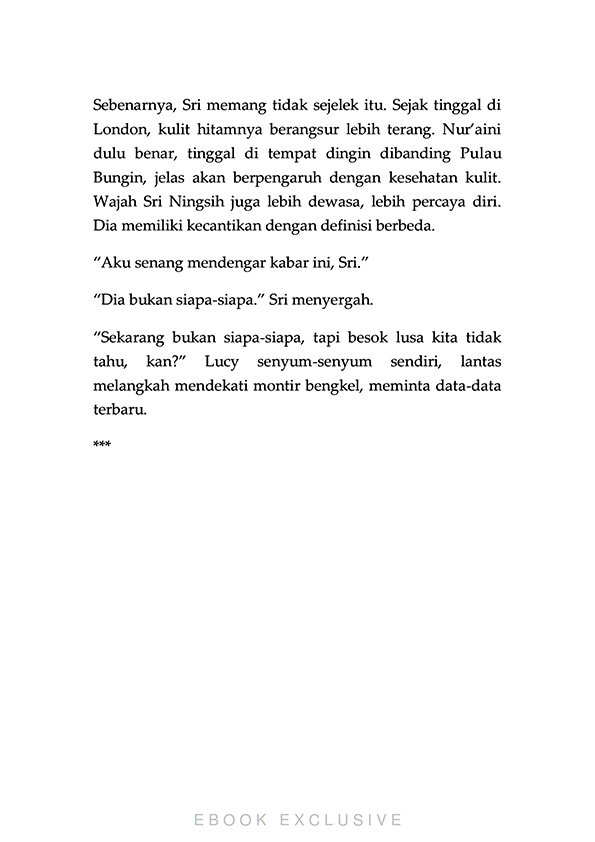 Sebenarnya, Sri memang tidak sejelek itu. Sejak tinggal di
London, kulit hitamnya berangsur lebih terang. Nur’aini
dulu benar, tinggal di tempat dingin dibanding Pulau
Bungin, jelas akan berpengaruh dengan kesehatan kulit.
Wajah Sri Ningsih juga lebih dewasa, lebih percaya diri.
Dia memiliki kecantikan dengan definisi berbeda.
“Aku senang mendengar kabar ini, Sri.”
“Dia bukan siapa-siapa.” Sri menyergah.
“Sekarang bukan siapa-siapa, tapi besok lusa kita tidak
tahu, kan?” Lucy senyum-senyum sendiri, lantas
melangkah mendekati montir bengkel, meminta data-data
terbaru.
***
EBOOK EXCLUSIVE